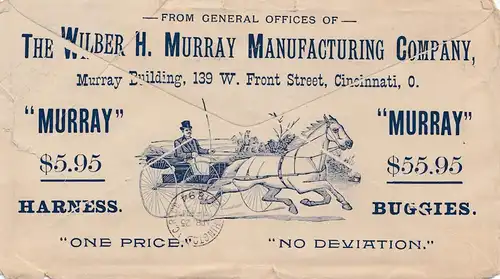 FROM GENERAL OFFICES OF
THE WILBER H. MURRAY MANUFACTURING COMPANY,
Murray Building, 139 W. Front Street, Cincinnati, O.
"MURRAY"
$5.95
HARNESS.
"MURRAY"
$55.95
BUGGIES.
"ONE PRICE." "NO DEVIATION."